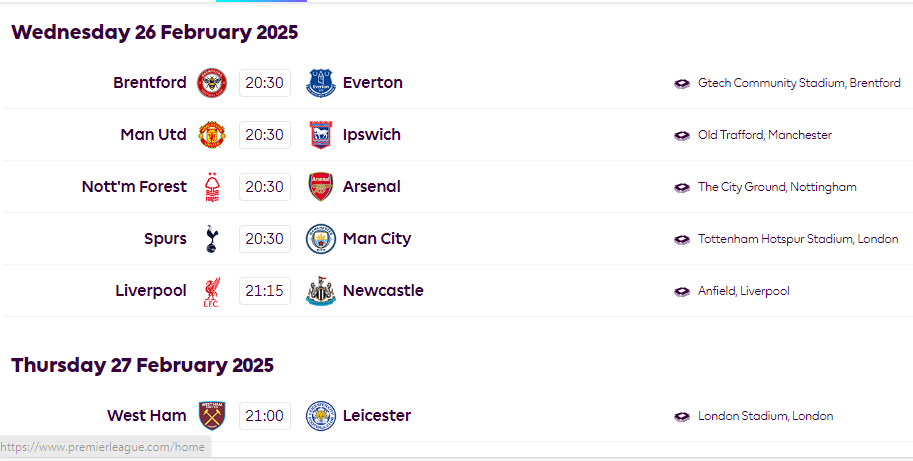 Wednesday 26 February 2025
Brentford 20:30 Everton Gtech Community Stadium, Brentford
Man Utd 20:30 Ipswich Old Trafford, Manchester
Nott'm Forest 20:30 Arsenal The City Ground, Nottingham
Spurs 20:30 Man City Tottenham Hotspur Stadium, London
Liverpool L.F.C. 21:15 Newcastle Anfield, Liverpool
Thursday 27 February 2025
West Ham 21:00 Leicester London Stadium, London
https://www.premierleague.com/home